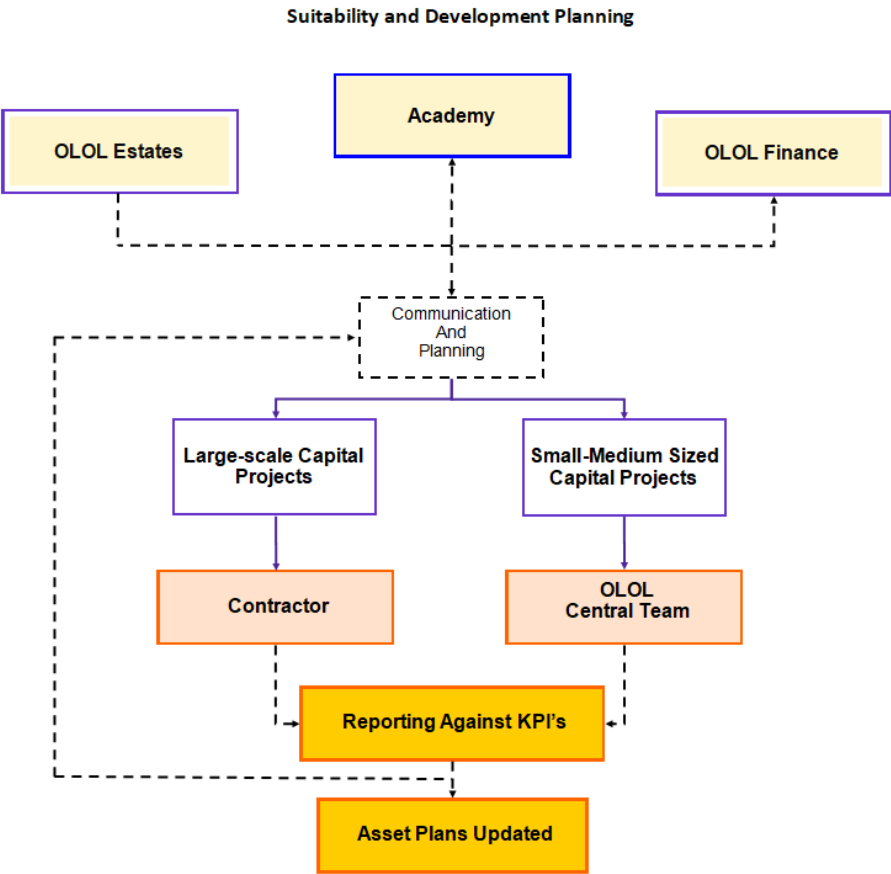 Suitability and Development Planning
Academy
OLOL Estates
OLOL Finance
Communication
And
Planning
Large-scale Capital
Projects
Small-Medium Sized
Capital Projects
Contractor
OLOL
Central Team
Reporting Against KPI’s
Asset Plans Updated